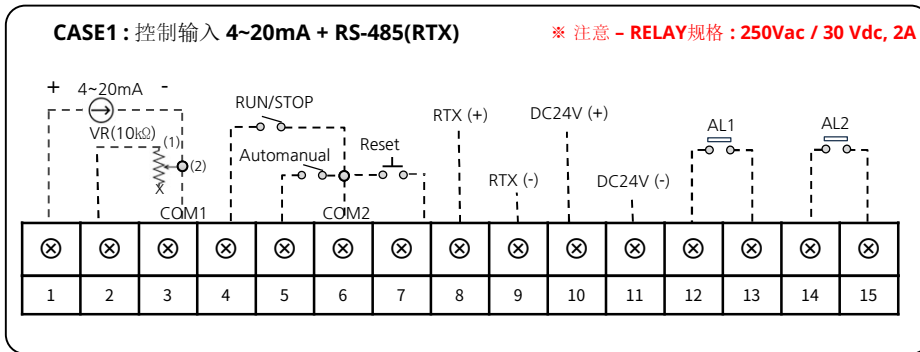 CASE1 : 控制输入 4~20mA + RS-485(RTX)
※ 注意 – RELAY规格 : 250Vac / 30 Vdc, 2A
+ 4~20mA -
RUN/STOP
RTX (+)
DC24V (+)
AL1
AL2
VR(10㏀)
(1)
(2)
Automanual
Reset
RTX (-)
DC24V (-)
X
COM1
COM2
1 2 3 4 5 6 7 8 9 10 11 12 13 14 15